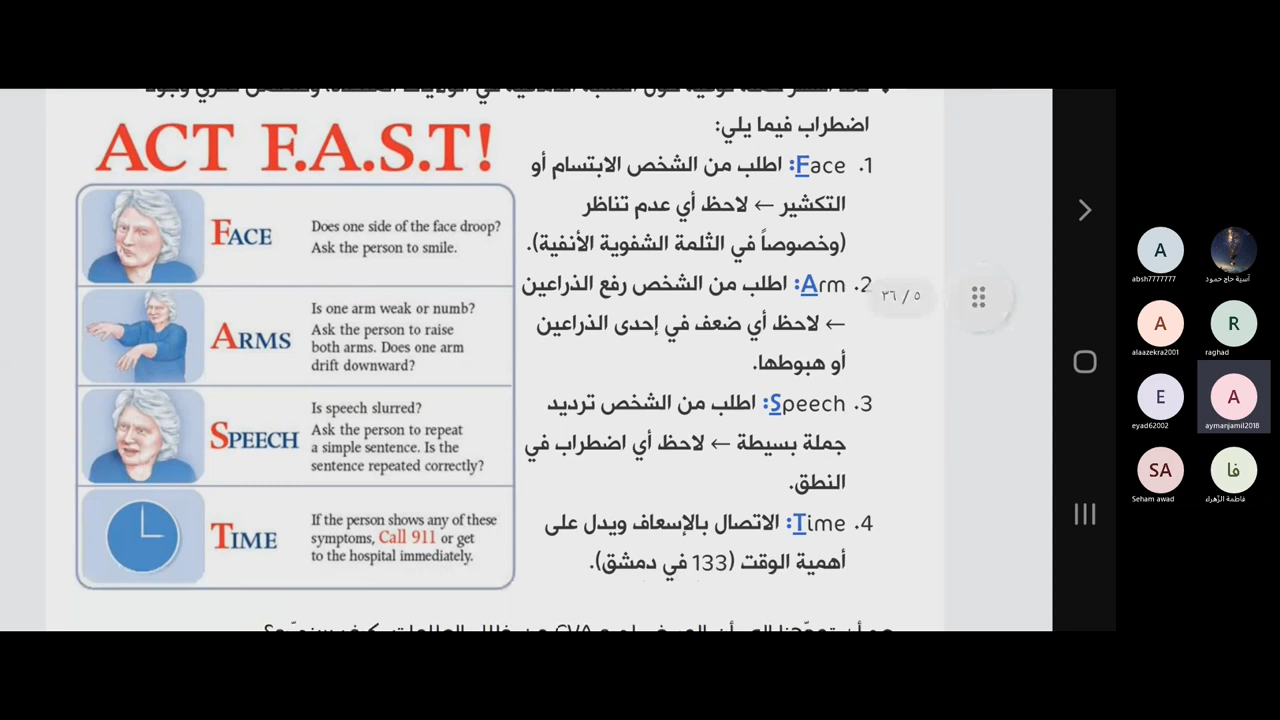 اضطراب فيما يلي:
1. Face: اطلب من الشخص الابتسام أو
التكشير ← لاحظ أي عدم تناظر
(وخصوصاً في الثلمة الشفوية الأنفية).
2. Arm: اطلب من الشخص رفع الذراعين
← لاحظ أي ضعف في إحدى الذراعين
أو هبوطها.
3. Speech: اطلب من الشخص ترديد
جملة بسيطة ← لاحظ أي اضطراب في
النطق.
4. Time: الاتصال بالإسعاف ويدل على
أهمية الوقت (133 في دمشق).
ACT F.A.S.T!
FACE
Does one side of the face droop?
Ask the person to smile.
ARMS
Is one arm weak or numb?
Ask the person to raise
both arms. Does one arm
drift downward?
SPEECH
Is speech slurred?
Ask the person to repeat
a simple sentence. Is the
sentence repeated correctly?
TIME
If the person shows any of these
symptoms, Call 911 or get
to the hospital immediately.
٥ / ٣٦
A
absh7777777
آسية حاج حمود
A
alaazekra2001
R
raghad
E
eyad62002
A
aymanjamil2018
SA
Seham awad
فا
فاطمة الزهراء